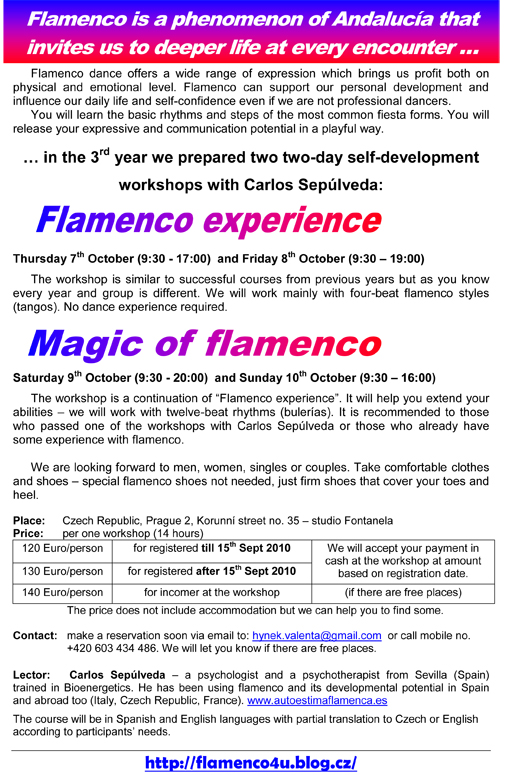 Flamenco is a phenomenon of Andalucía that
invites us to deeper life at every encounter ...
Flamenco dance offers a wide range of expression which brings us profit both on
physical and emotional level. Flamenco can support our personal development and
influence our daily life and self-confidence even if we are not professional dancers.
You will learn the basic rhythms and steps of the most common fiesta forms. You will
release your expressive and communication potential in a playful way.
… in the 3rd year we prepared two two-day self-development
workshops with Carlos Sepúlveda:
Flamenco experience
Thursday 7th October (9:30 - 17:00) and Friday 8th October (9:30 – 19:00)
The workshop is similar to successful courses from previous years but as you know
every year and group is different. We will work mainly with four-beat flamenco styles
(tangos). No dance experience required.
Magic of flamenco
Saturday 9th October (9:30 - 20:00) and Sunday 10th October (9:30 – 16:00)
The workshop is a continuation of “Flamenco experience”. It will help you extend your
abilities – we will work with twelve-beat rhythms (bulerías). It is recommended to those
who passed one of the workshops with Carlos Sepúlveda or those who already have
some experience with flamenco.
We are looking forward to men, women, singles or couples. Take comfortable clothes
and shoes – special flamenco shoes not needed, just firm shoes that cover your toes and
heel.
Place: Czech Republic, Prague 2, Korunní street no. 35 – studio Fontanela
Price: per one workshop (14 hours)
120 Euro/person for registered till 15th Sept 2010
130 Euro/person for registered after 15th Sept 2010
We will accept your payment in
cash at the workshop at amount
based on registration date.
140 Euro/person for incomer at the workshop (if there are free places)
The price does not include accommodation but we can help you to find some.
Contact: make a reservation soon via email to: hynek.valenta@gmail.com or call mobile no.
+420 603 434 486. We will let you know if there are free places.
Lector: Carlos Sepúlveda – a psychologist and a psychotherapist from Sevilla (Spain)
trained in Bioenergetics. He has been using flamenco and its developmental potential in Spain
and abroad too (Italy, Czech Republic, France). www.autoestimaflamenca.es
The course will be in Spanish and English languages with partial translation to Czech or English
according to participants’ needs.
http://flamenco4u.blog.cz/